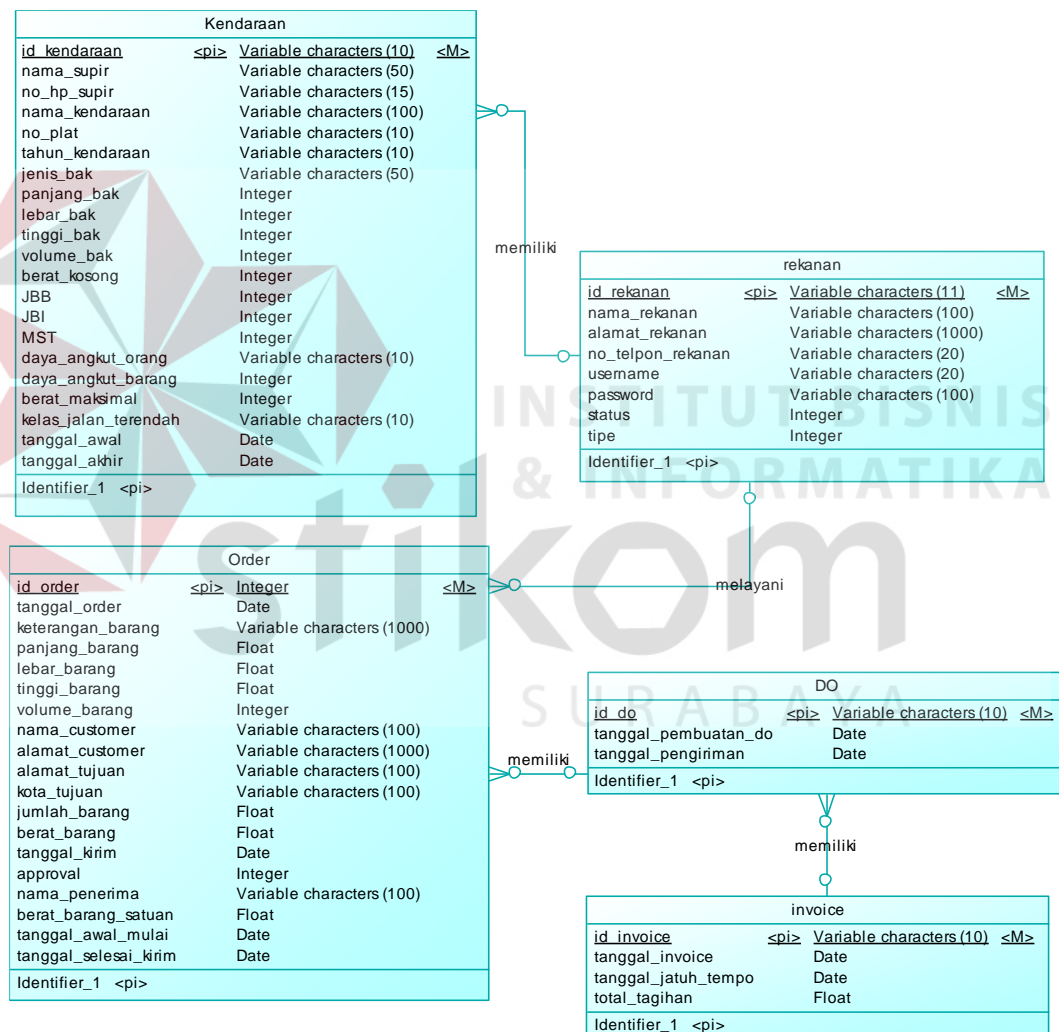 Kendaraan
id_kendaraan <pi> Variable characters (10) <M>
nama_supir Variable characters (50)
no_hp_supir Variable characters (15)
nama_kendaraan Variable characters (100)
no_plat Variable characters (10)
tahun_kendaraan Variable characters (10)
jenis_bak Variable characters (50)
panjang_bak Integer
lebar_bak Integer
tinggi_bak Integer
volume_bak Integer
berat_kosong Integer
JBB Integer
JBI Integer
MST Integer
daya_angkut_orang Variable characters (10)
daya_angkut_barang Integer
berat_maksimal Integer
kelas_jalan_terendah Variable characters (10)
tanggal_awal Date
tanggal_akhir Date
Identifier_1 <pi>
memiliki
rekanan
id_rekanan <pi> Variable characters (11) <M>
nama_rekanan Variable characters (100)
alamat_rekanan Variable characters (1000)
no_telpon_rekanan Variable characters (20)
username Variable characters (20)
password Variable characters (100)
status Integer
tipe Integer
Identifier_1 <pi>
INSTITUT BISNIS
& INFORMATIKA
stikom
SURABAYA
melayani
Order
id_order <pi> Integer <M>
tanggal_order Date
keterangan_barang Variable characters (1000)
panjang_barang Float
lebar_barang Float
tinggi_barang Float
volume_barang Integer
nama_customer Variable characters (100)
alamat_customer Variable characters (1000)
alamat_tujuan Variable characters (100)
kota_tujuan Variable characters (100)
jumlah_barang Float
berat_barang Float
tanggal_kirim Date
approval Integer
nama_penerima Variable characters (100)
berat_barang_satuan Float
tanggal_awal_mulai Date
tanggal_selesai_kirim Date
Identifier_1 <pi>
memiliki
DO
id_do <pi> Variable characters (10) <M>
tanggal_pembuatan_do Date
tanggal_pengiriman Date
Identifier_1 <pi>
memiliki
invoice
id_invoice <pi> Variable characters (10) <M>
tanggal_invoice Date
tanggal_jatuh_tempo Date
total_tagihan Float
Identifier_1 <pi>